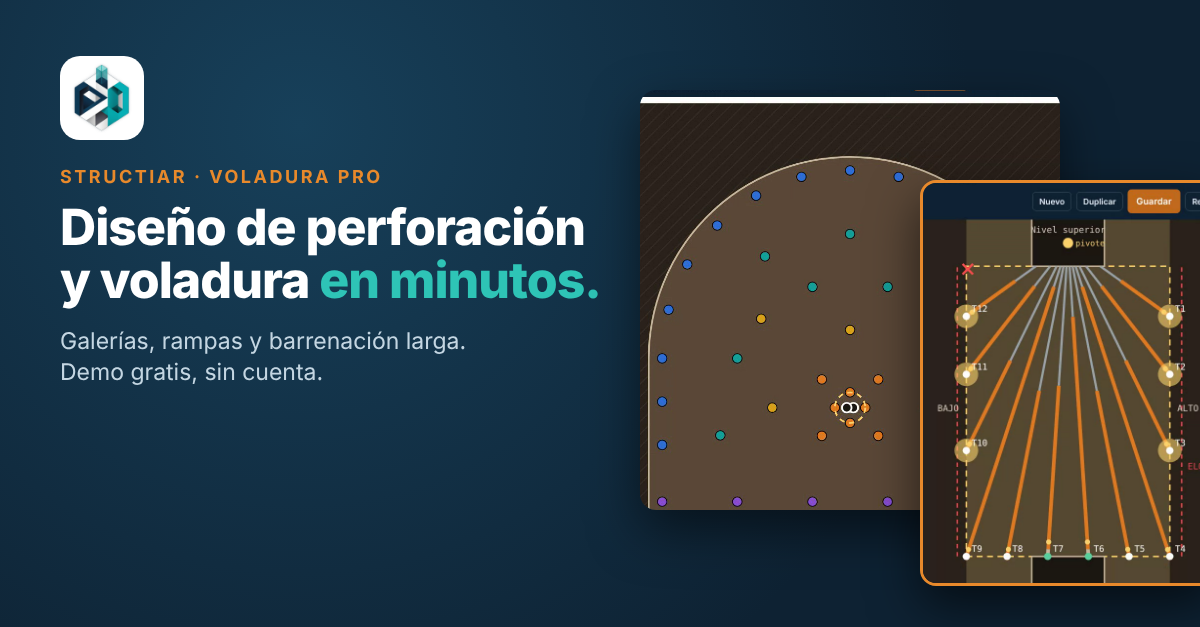 STRUCTIAR · VOLADURA PRO
Diseño de perforación
y voladura en minutos.
Galerías, rampas y barrenación larga.
Demo gratis, sin cuenta.
Nuevo
Duplicar
Guardar
Nivel superior
pivote
T12
T1
T11
T2
BAJO
ALTO
T10
T3
T9
T8
T7
T6
T5
T4